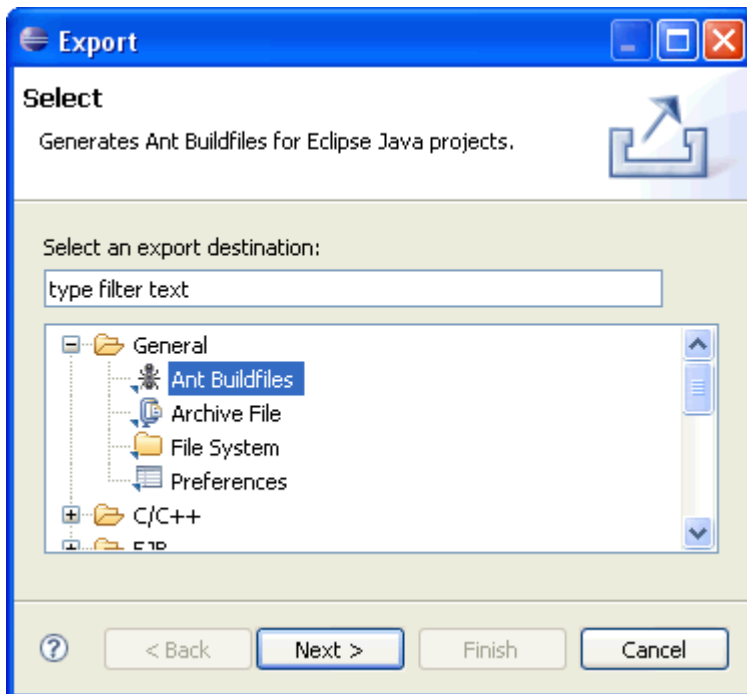 Export
Select
Generates Ant Buildfiles for Eclipse Java projects.
Select an export destination:
type filter text
General
Ant Buildfiles
Archive File
File System
Preferences
C/C++
EJB
?
< Back Next > Finish Cancel